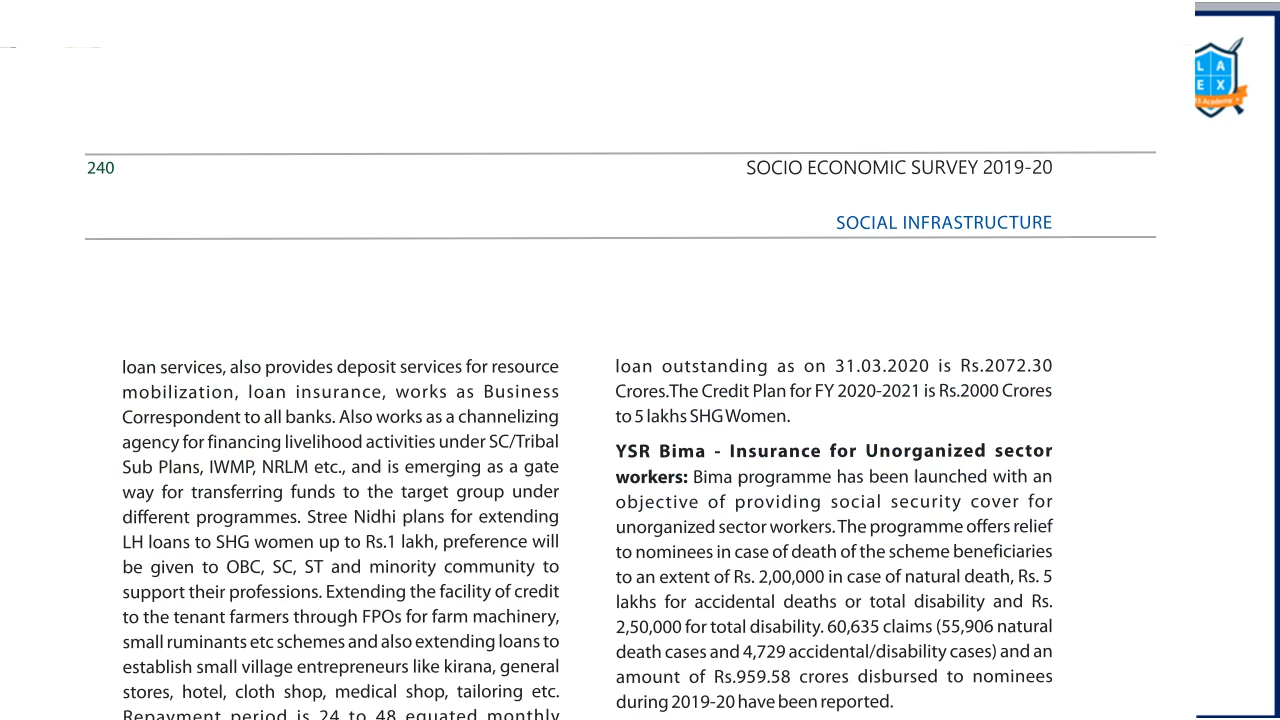 L A
E X
Academy
240
SOCIO ECONOMIC SURVEY 2019-20
SOCIAL INFRASTRUCTURE
loan services, also provides deposit services for resource
mobilization, loan insurance, works as Business
Correspondent to all banks. Also works as a channelizing
agency for financing livelihood activities under SC/Tribal
Sub Plans, IWMP, NRLM etc., and is emerging as a gate
way for transferring funds to the target group under
different programmes. Stree Nidhi plans for extending
LH loans to SHG women up to Rs.1 lakh, preference will
be given to OBC, SC, ST and minority community to
support their professions. Extending the facility of credit
to the tenant farmers through FPOs for farm machinery,
small ruminants etc schemes and also extending loans to
establish small village entrepreneurs like kirana, general
stores, hotel, cloth shop, medical shop, tailoring etc.
Repayment period is 24 to 48 equated monthly
loan outstanding as on 31.03.2020 is Rs.2072.30
Crores.The Credit Plan for FY 2020-2021 is Rs.2000 Crores
to 5 lakhs SHG Women.
YSR Bima - Insurance for Unorganized sector
workers: Bima programme has been launched with an
objective of providing social security cover for
unorganized sector workers. The programme offers relief
to nominees in case of death of the scheme beneficiaries
to an extent of Rs. 2,00,000 in case of natural death, Rs. 5
lakhs for accidental deaths or total disability and Rs.
2,50,000 for total disability. 60,635 claims (55,906 natural
death cases and 4,729 accidental/disability cases) and an
amount of Rs.959.58 crores disbursed to nominees
during 2019-20 have been reported.